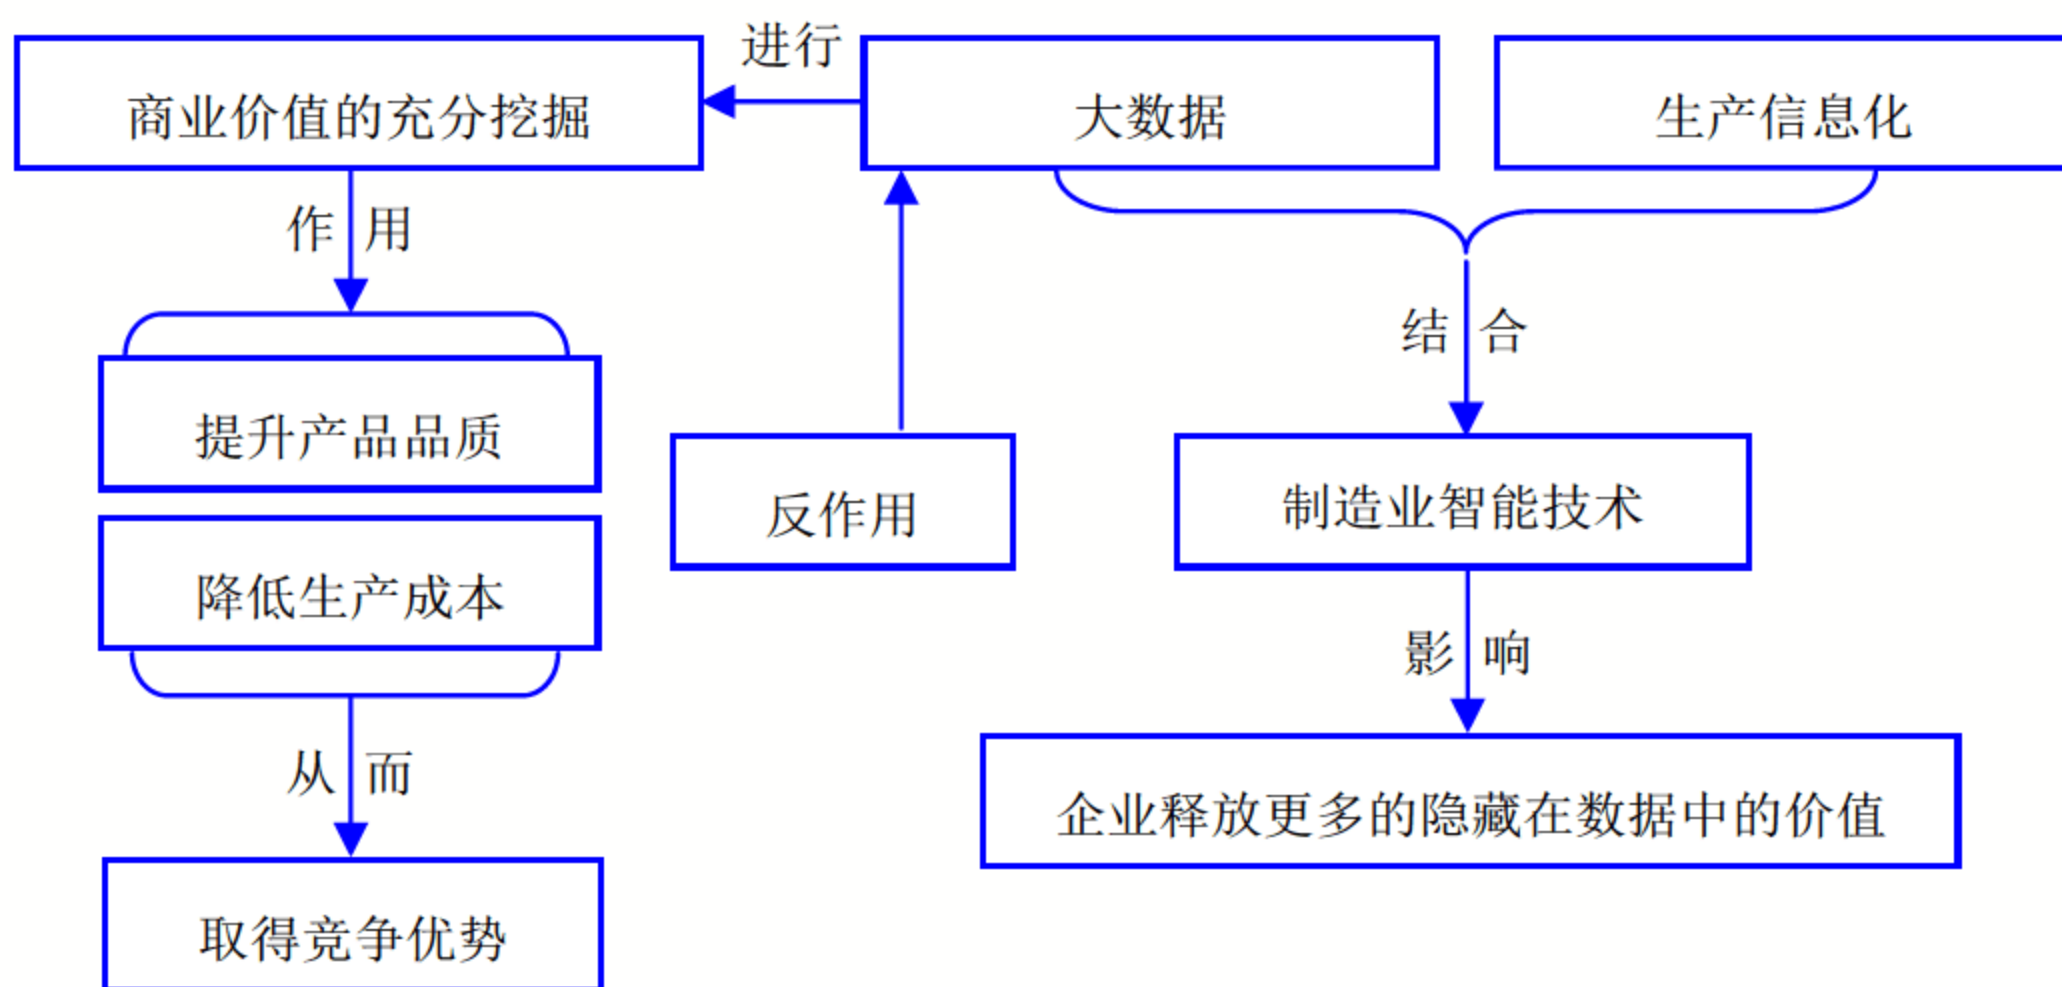 进行
商业价值的充分挖掘
大数据
生产信息化
作 用
结 合
提升产品品质
反作用
制造业智能技术
降低生产成本
影 响
从 而
企业释放更多的隐藏在数据中的价值
取得竞争优势